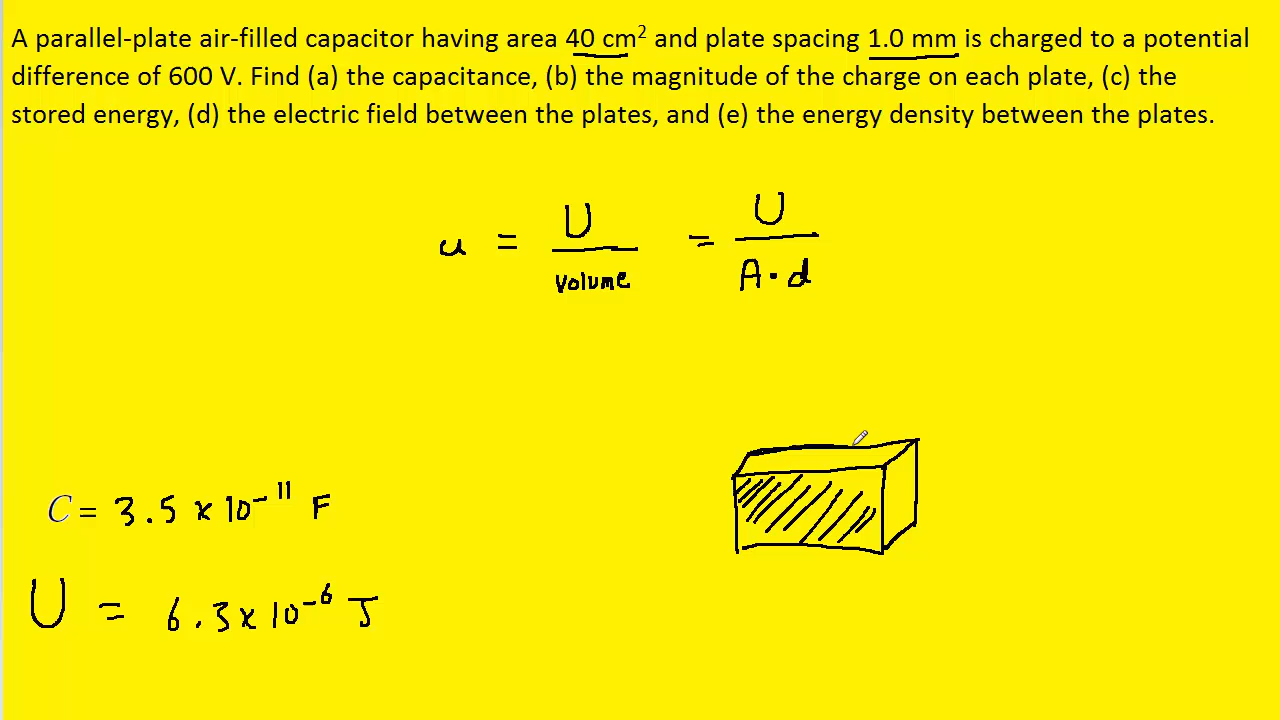 A parallel-plate air-filled capacitor having area 40 cm² and plate spacing 1.0 mm is charged to a potential
difference of 600 V. Find (a) the capacitance, (b) the magnitude of the charge on each plate, (c) the
stored energy, (d) the electric field between the plates, and (e) the energy density between the plates.
u = U / volume = U / A · d
C = 3.5 x 10⁻¹¹ F
U = 6.3 x 10⁻⁶ J